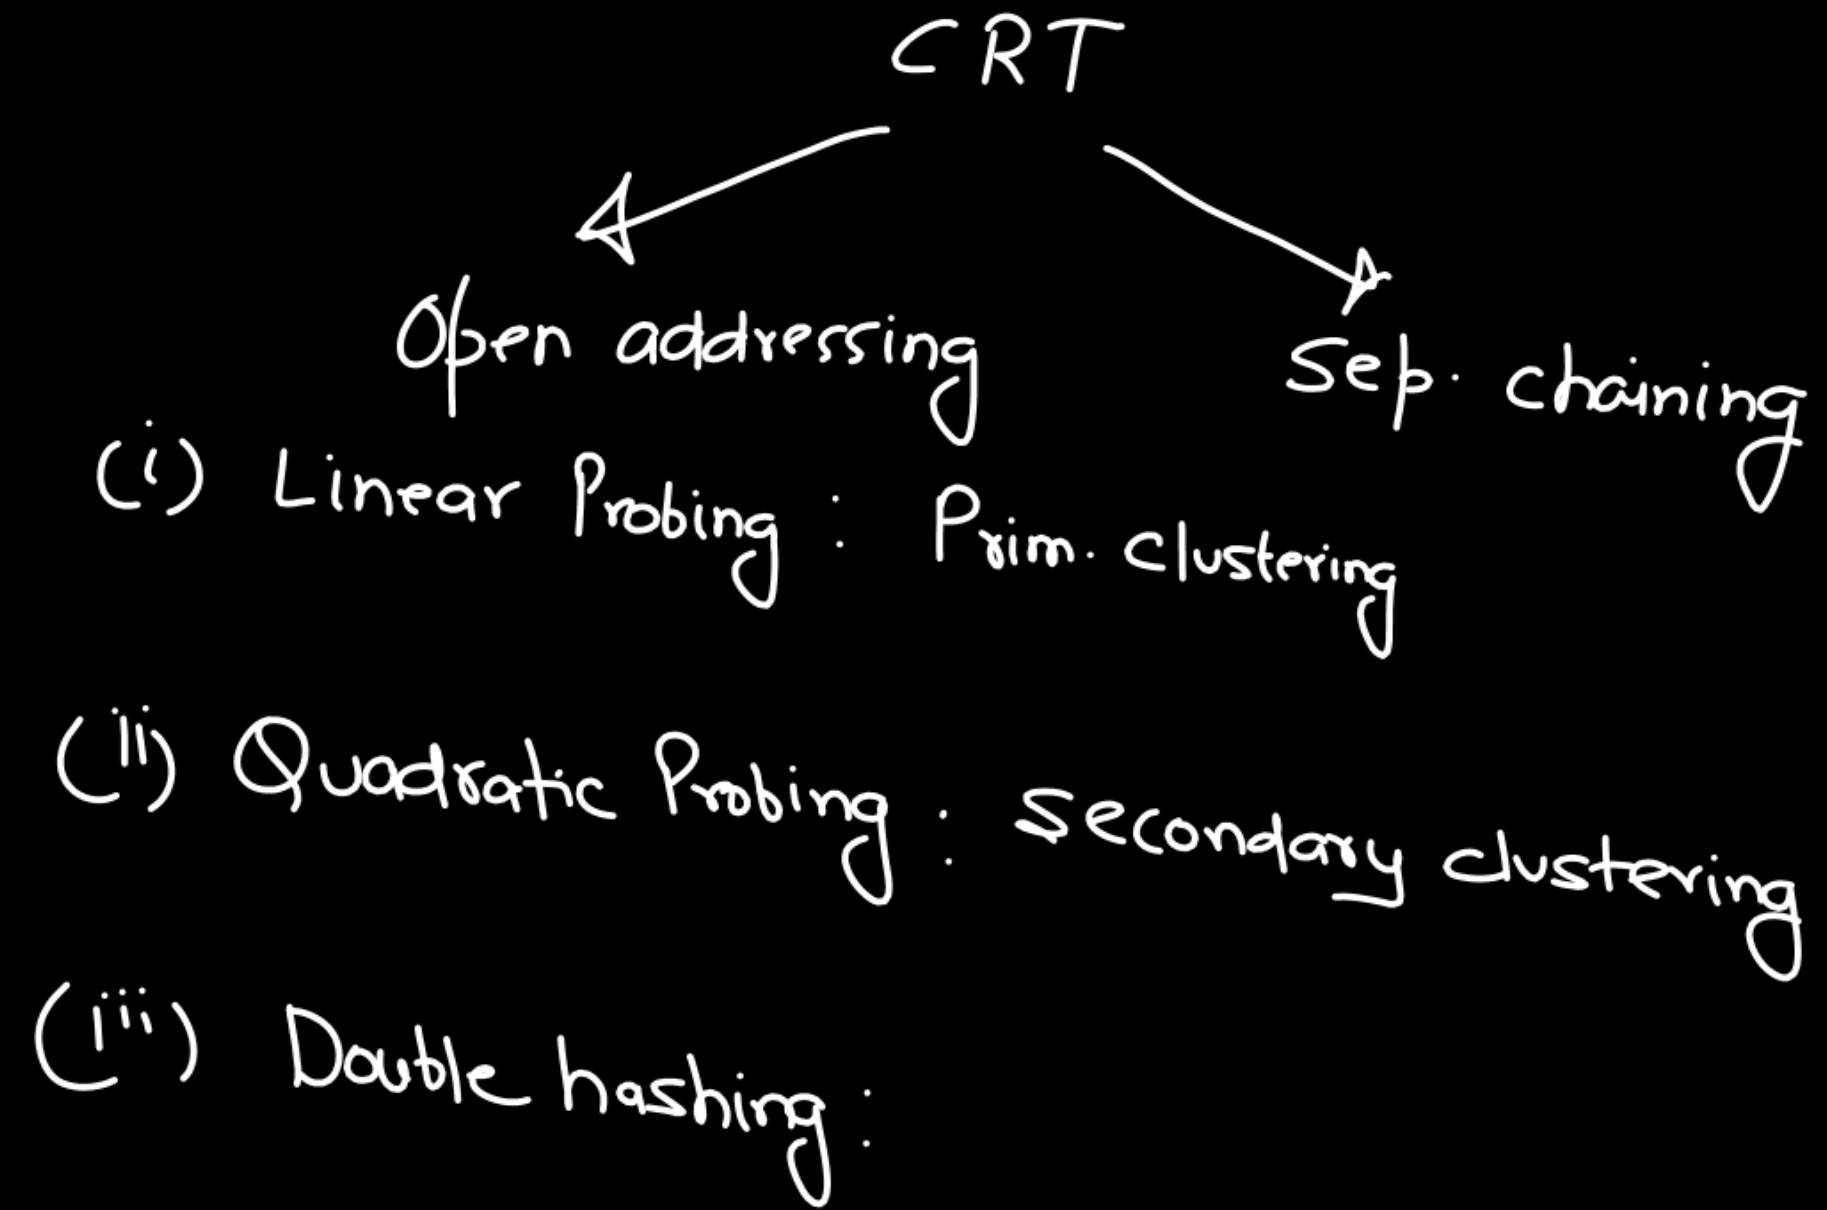 CRT
Open addressing
Sep. chaining
(i) Linear Probing : Prim. Clustering
(ii) Quadratic Probing : Secondary clustering
(iii) Double hashing :